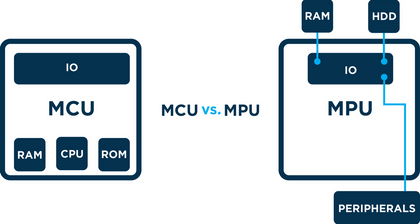 IO
MCU
RAM
CPU
ROM
MCU vs. MPU
RAM
HDD
IO
MPU
PERIPHERALS